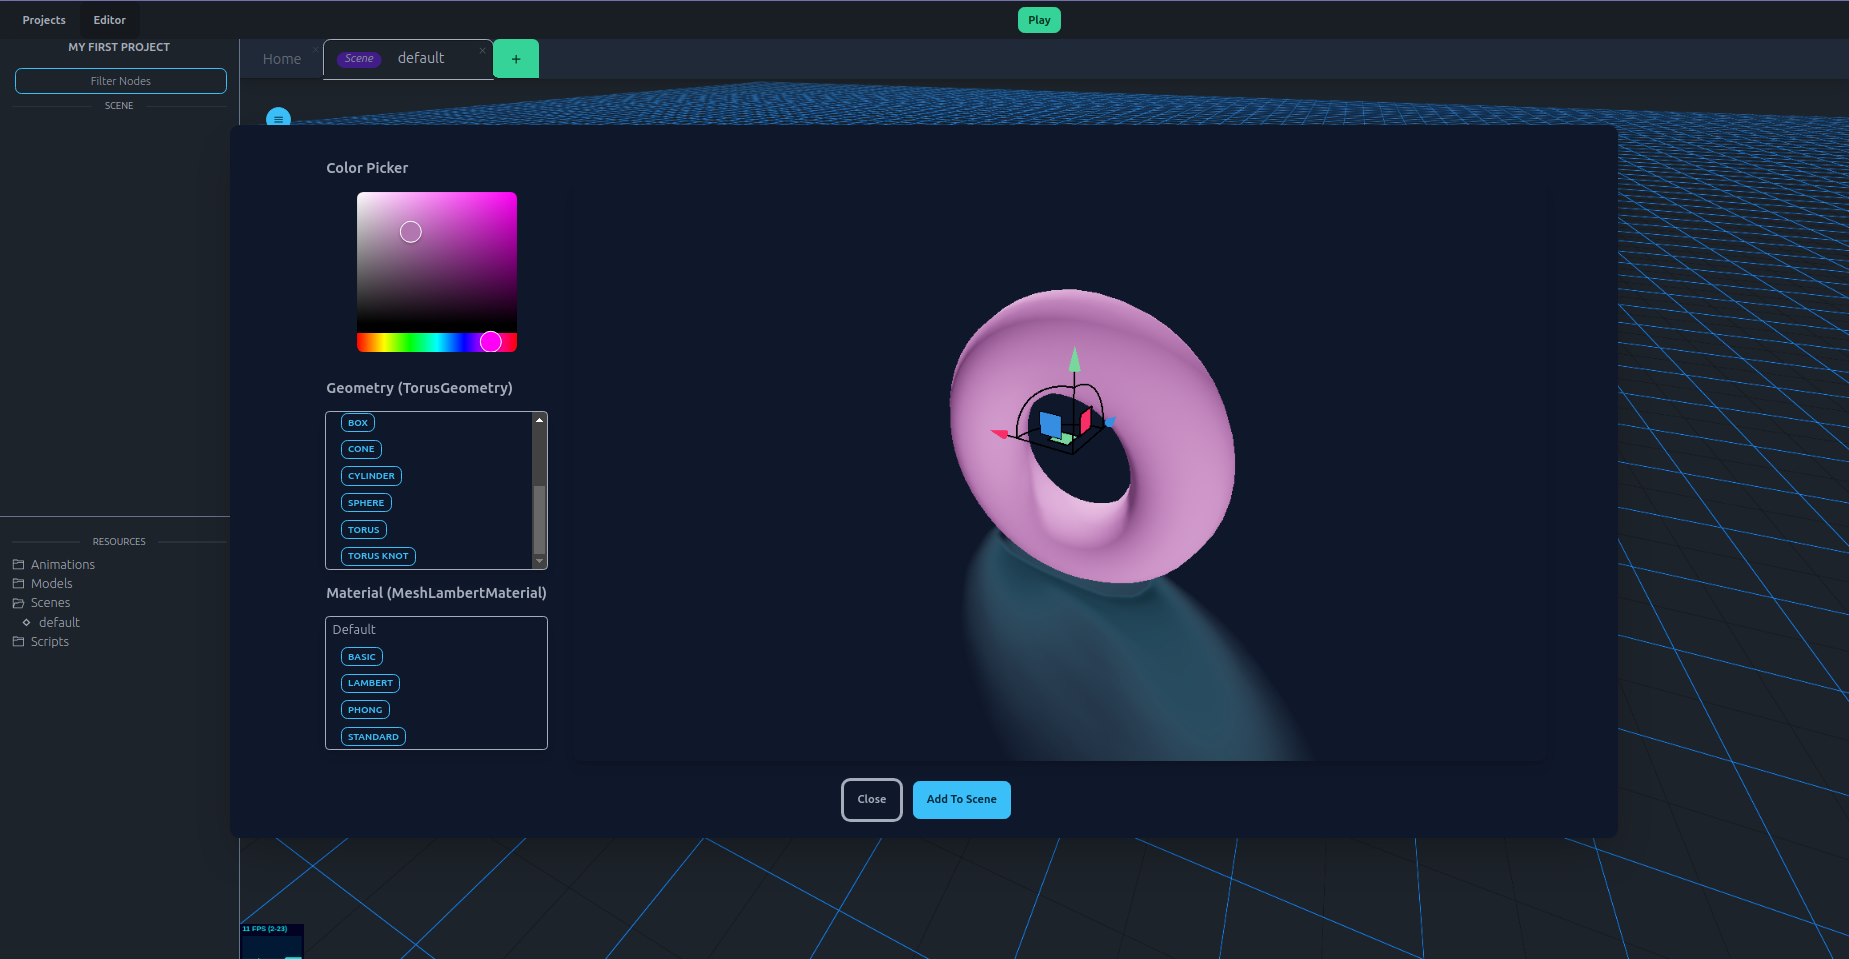 Projects
Editor
Play
MY FIRST PROJECT
Filter Nodes
SCENE
Home
Scene
default
+
Color Picker
Geometry (TorusGeometry)
BOX
CONE
CYLINDER
SPHERE
TORUS
TORUS KNOT
Material (MeshLambertMaterial)
Default
BASIC
LAMBERT
PHONG
STANDARD
Close
Add To Scene
RESOURCES
Animations
Models
Scenes
default
Scripts
11 FPS (2-23)